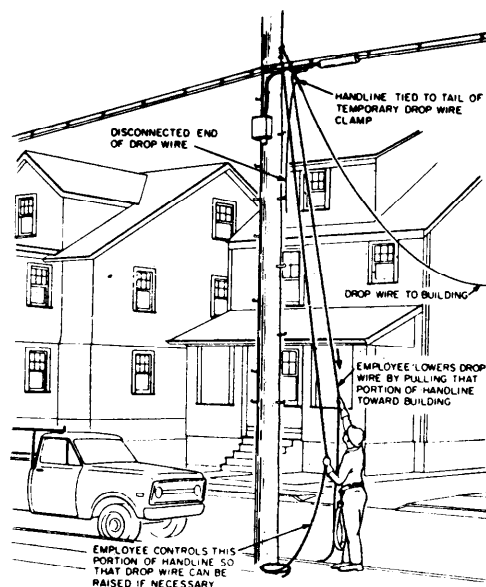 HANDLINE TIED TO TAIL OF
TEMPORARY DROP WIRE
CLAMP
DISCONNECTED END
OF DROP WIRE
DROP WIRE TO BUILDING
EMPLOYEE LOWERS DROP
WIRE BY PULLING THAT
PORTION OF HANDLINE
TOWARD BUILDING
EMPLOYEE CONTROLS THIS
PORTION OF HANDLINE SO
THAT DROP WIRE CAN BE
RAISED IF NECESSARY